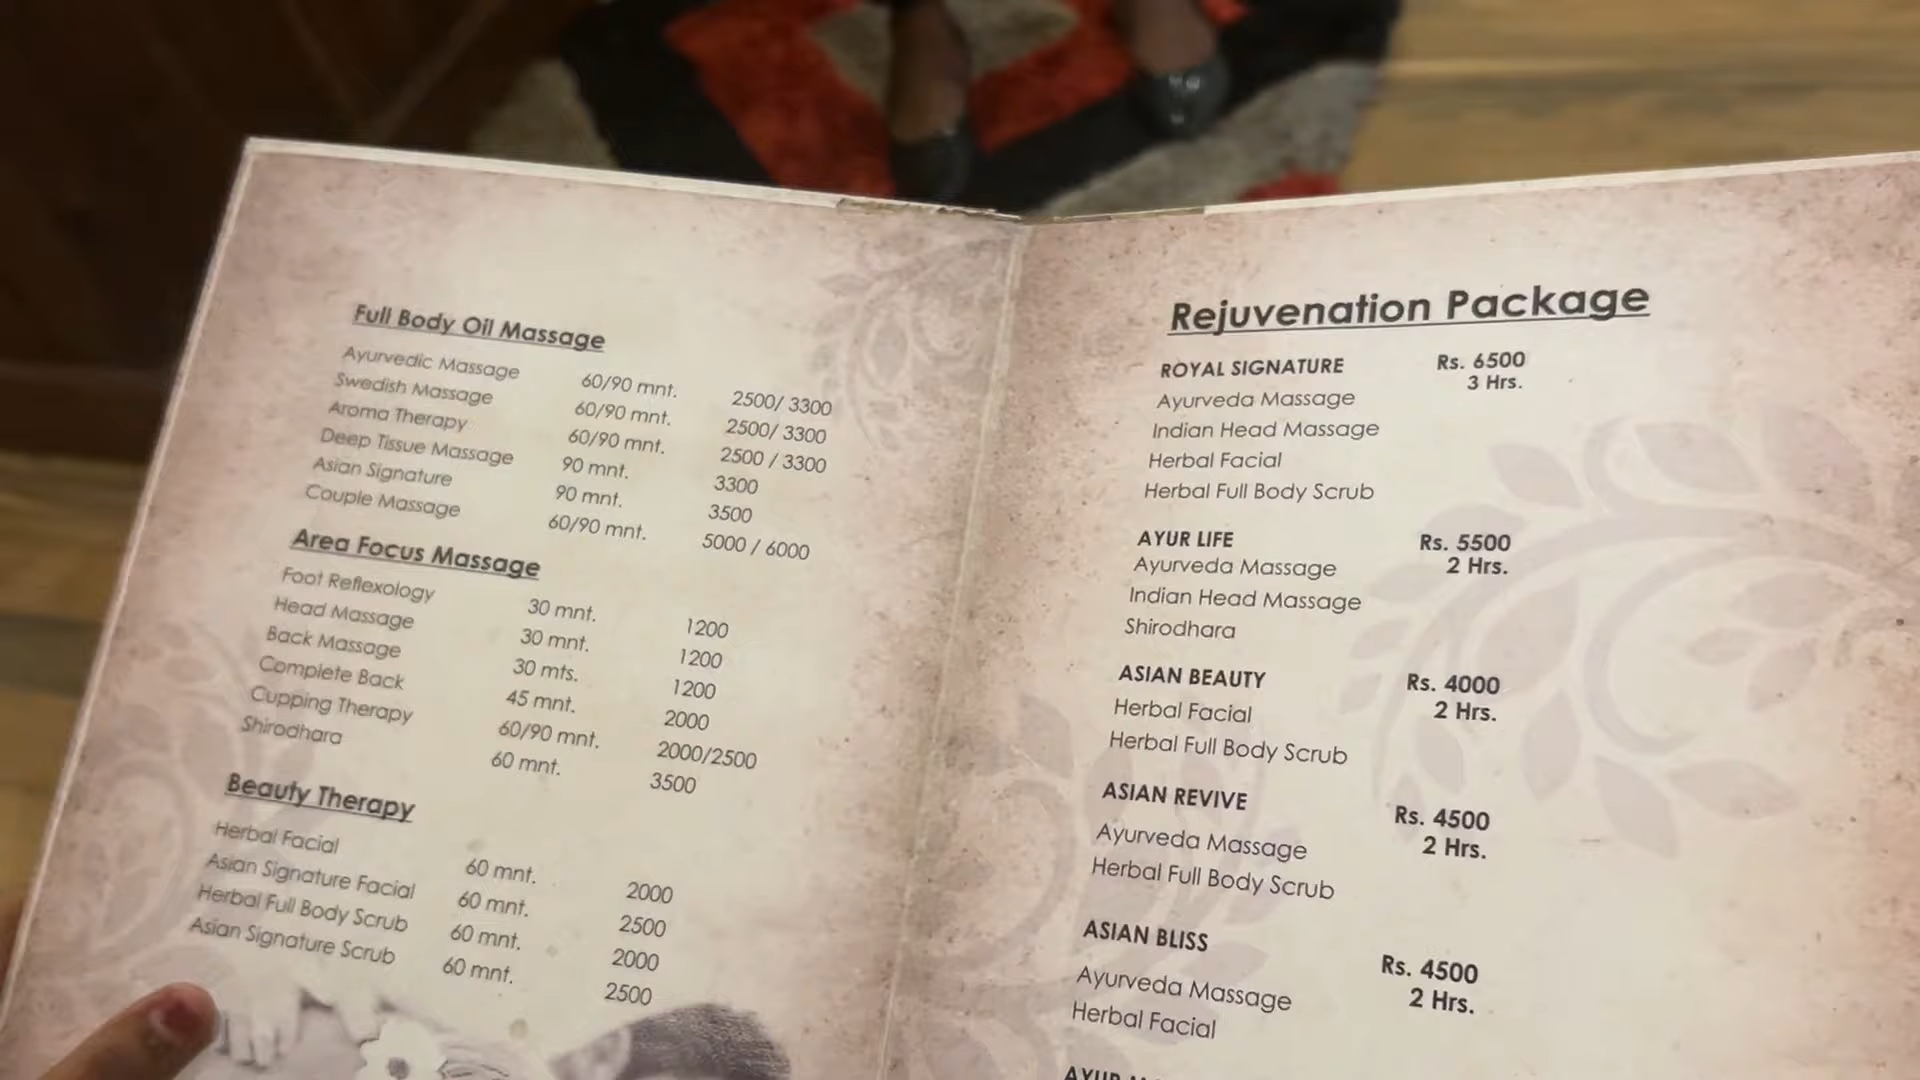 Full Body Oil Massage
Ayurvedic Massage 60/90 mnt. 2500/ 3300
Swedish Massage 60/90 mnt. 2500/ 3300
Aroma Therapy 60/90 mnt. 2500 / 3300
Deep Tissue Massage 90 mnt. 3300
Asian Signature 90 mnt. 3500
Couple Massage 60/90 mnt. 5000 / 6000
Area Focus Massage
Foot Reflexology 30 mnt. 1200
Head Massage 30 mnt. 1200
Back Massage 30 mts. 1200
Complete Back 45 mnt. 2000
Cupping Therapy 60/90 mnt. 2000/2500
Shirodhara 60 mnt. 3500
Beauty Therapy
Herbal Facial 60 mnt. 2000
Asian Signature Facial 60 mnt. 2500
Herbal Full Body Scrub 60 mnt. 2000
Asian Signature Scrub 60 mnt. 2500
Rejuvenation Package
ROYAL SIGNATURE Rs. 6500
3 Hrs.
Ayurveda Massage
Indian Head Massage
Herbal Facial
Herbal Full Body Scrub
AYUR LIFE Rs. 5500
Ayurveda Massage 2 Hrs.
Indian Head Massage
Shirodhara
ASIAN BEAUTY Rs. 4000
Herbal Facial 2 Hrs.
Herbal Full Body Scrub
ASIAN REVIVE Rs. 4500
Ayurveda Massage 2 Hrs.
Herbal Full Body Scrub
ASIAN BLISS Rs. 4500
Ayurveda Massage 2 Hrs.
Herbal Facial
AYUR